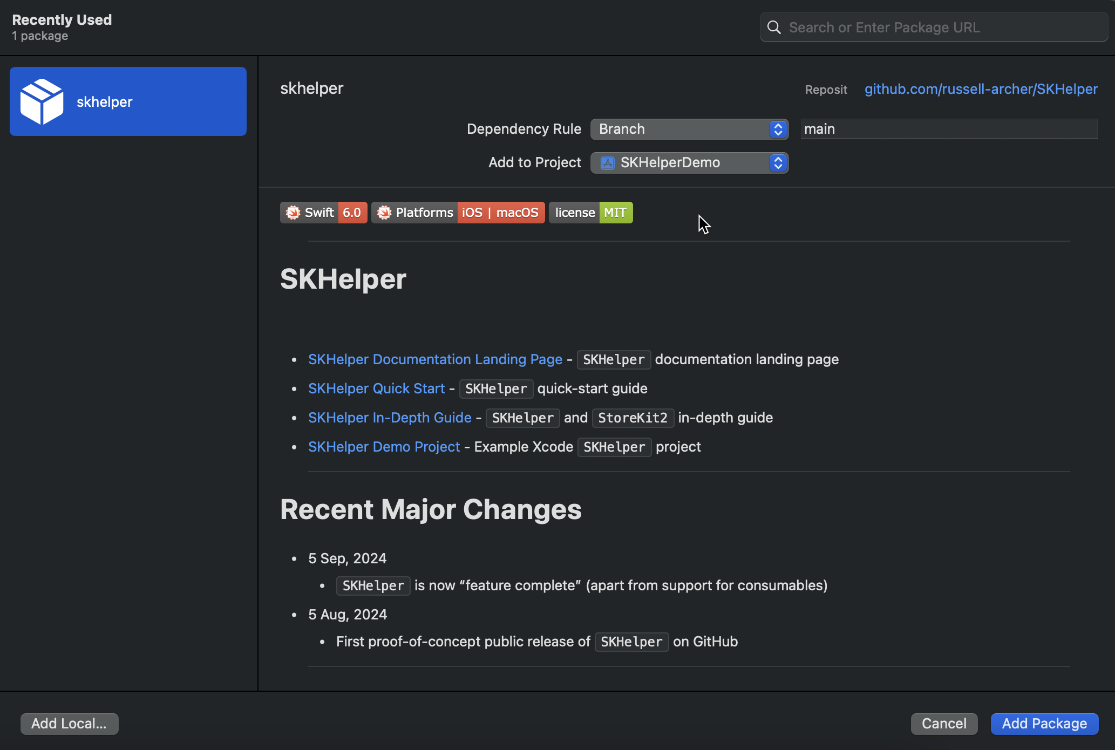 Recently Used
1 package
Search or Enter Package URL
skhelper
skhelper
Reposit github.com/russell-archer/SKHelper
Dependency Rule Branch main
Add to Project SKHelperDemo
Swift 6.0 Platforms iOS | macOS license MIT
SKHelper
• SKHelper Documentation Landing Page - SKHelper documentation landing page
• SKHelper Quick Start - SKHelper quick-start guide
• SKHelper In-Depth Guide - SKHelper and StoreKit2 in-depth guide
• SKHelper Demo Project - Example Xcode SKHelper project
Recent Major Changes
• 5 Sep, 2024
• SKHelper is now “feature complete” (apart from support for consumables)
• 5 Aug, 2024
• First proof-of-concept public release of SKHelper on GitHub
Add Local... Cancel Add Package